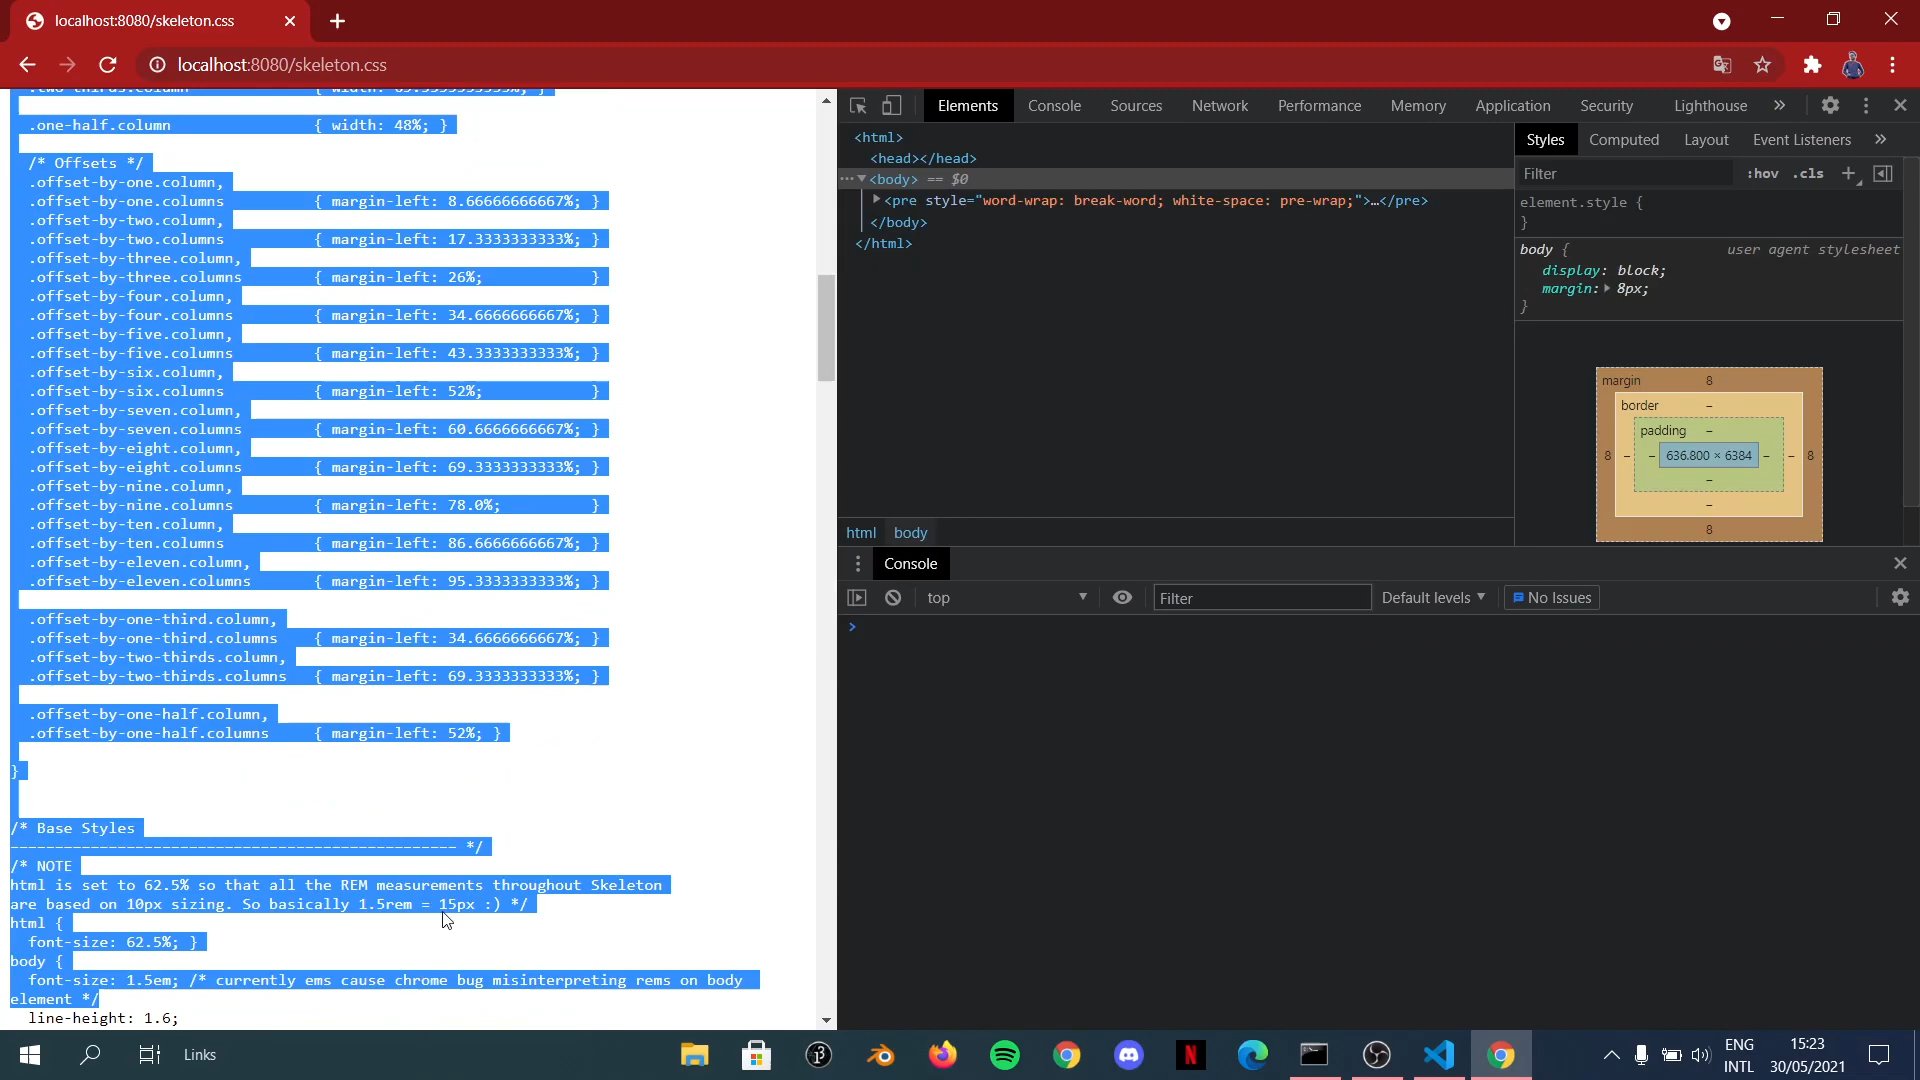 localhost:8080/skeleton.css
localhost:8080/skeleton.css
.two-thirds.column { width: 65.3333333333%; }
.one-half.column { width: 48%; }
/* Offsets */
.offset-by-one.column,
.offset-by-one.columns { margin-left: 8.66666666667%; }
.offset-by-two.column,
.offset-by-two.columns { margin-left: 17.3333333333%; }
.offset-by-three.column,
.offset-by-three.columns { margin-left: 26%; }
.offset-by-four.column,
.offset-by-four.columns { margin-left: 34.6666666667%; }
.offset-by-five.column,
.offset-by-five.columns { margin-left: 43.3333333333%; }
.offset-by-six.column,
.offset-by-six.columns { margin-left: 52%; }
.offset-by-seven.column,
.offset-by-seven.columns { margin-left: 60.6666666667%; }
.offset-by-eight.column,
.offset-by-eight.columns { margin-left: 69.3333333333%; }
.offset-by-nine.column,
.offset-by-nine.columns { margin-left: 78.0%; }
.offset-by-ten.column,
.offset-by-ten.columns { margin-left: 86.6666666667%; }
.offset-by-eleven.column,
.offset-by-eleven.columns { margin-left: 95.3333333333%; }
.offset-by-one-third.column,
.offset-by-one-third.columns { margin-left: 34.6666666667%; }
.offset-by-two-thirds.column,
.offset-by-two-thirds.columns { margin-left: 69.3333333333%; }
.offset-by-one-half.column,
.offset-by-one-half.columns { margin-left: 52%; }
}
/* Base Styles
–––––––––––––––––––––––––––––––––––––––––––––––––– */
/* NOTE
html is set to 62.5% so that all the REM measurements throughout Skeleton
are based on 10px sizing. So basically 1.5rem = 15px :) */
html {
font-size: 62.5%; }
body {
font-size: 1.5em; /* currently ems cause chrome bug misinterpreting rems on body
element */
line-height: 1.6;
Elements Console Sources Network Performance Memory Application Security Lighthouse »
<html>
<head></head>
<body> == $0
<pre style="word-wrap: break-word; white-space: pre-wrap;">…</pre>
</body>
</html>
html body
Styles Computed Layout Event Listeners »
Filter :hov .cls +
element.style {
}
body { user agent stylesheet
display: block;
margin: 8px;
}
margin 8
border –
padding –
8 – – 636.800 × 6384 – – 8
–
–
8
Console
top Filter Default levels No Issues
>
Links
ENG
INTL
15:23
30/05/2021